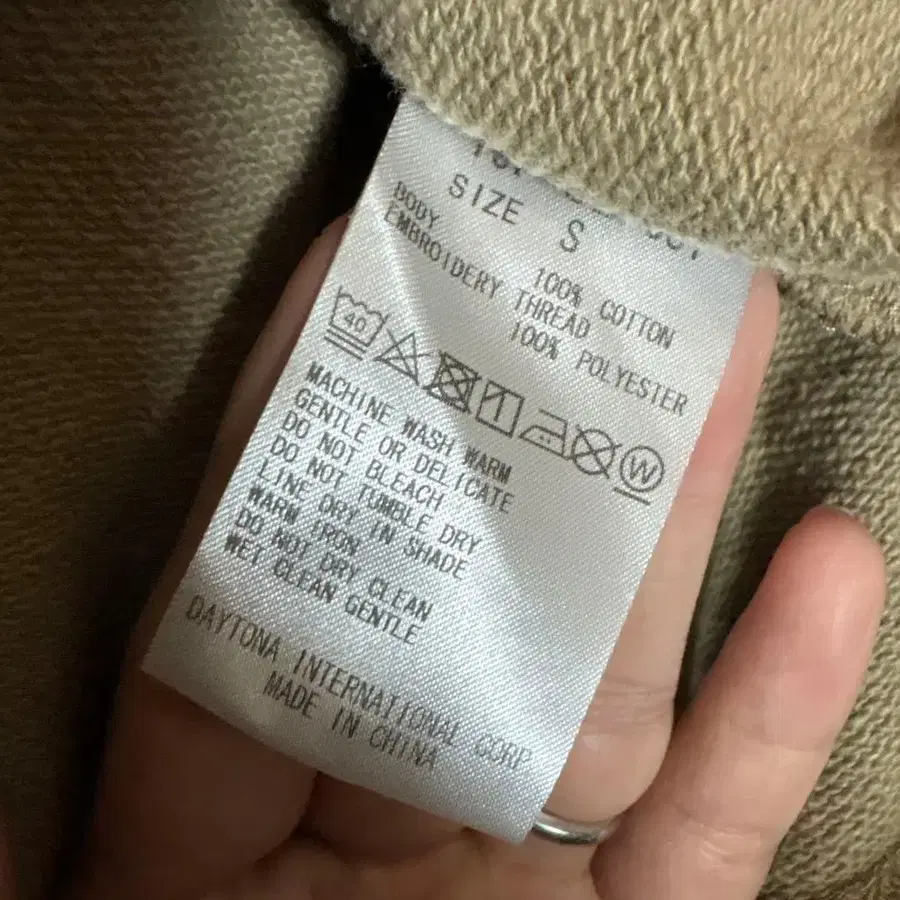 SIZE S
BODY 100% COTTON
EMBROIDERY THREAD
100% POLYESTER
40 W
MACHINE WASH WARM
GENTLE OR DELICATE
DO NOT BLEACH
DO NOT TUMBLE DRY
LINE DRY IN SHADE
WARM IRON
DO NOT DRY CLEAN
WET CLEAN GENTLE
DAYTONA INTERNATIONAL CORP.
MADE IN CHINA